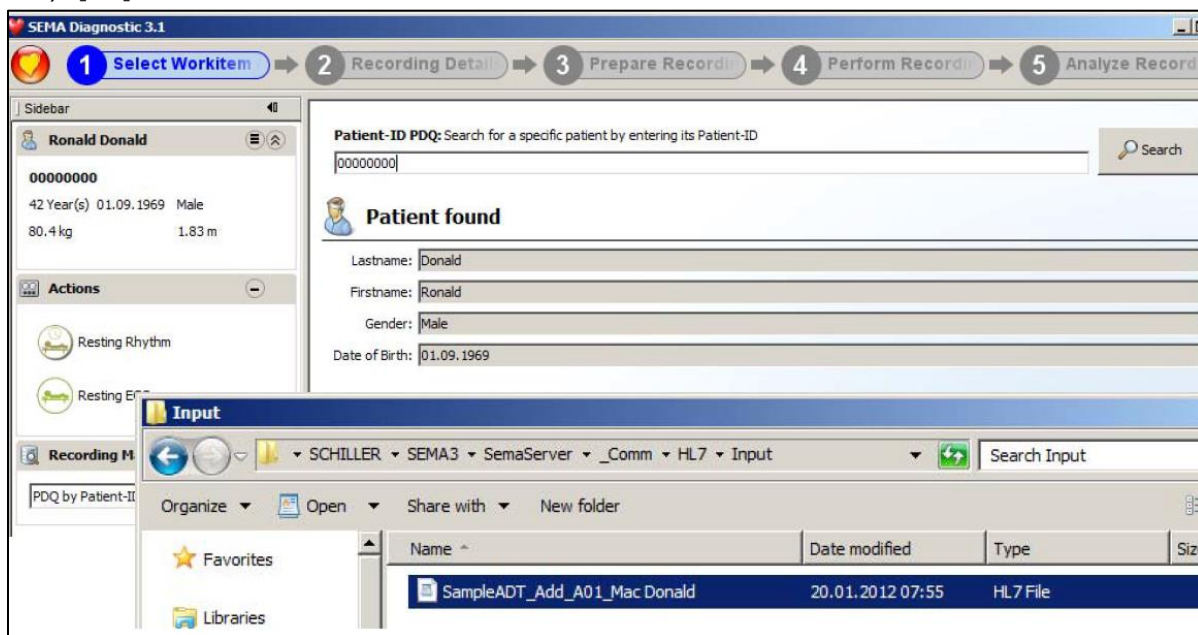 SEMA Diagnostic 3.1
1 Select Workitem 2 Recording Detail 3 Prepare Recordin 4 Perform Recordin 5 Analyze Record
Sidebar
Ronald Donald
00000000
42 Year(s) 01.09.1969 Male
80.4 kg 1.83 m
Actions
Resting Rhythm
Resting
Recording
PDQ by Patient-ID
Patient-ID PDQ: Search for a specific patient by entering its Patient-ID
00000000
Search
Patient found
Lastname: Donald
Firstname: Ronald
Gender: Male
Date of Birth: 01.09.1969
Input
SCHILLER SEMA3 SemaServer _Comm HL7 Input
Search Input
Organize Open Share with New folder
Favorites
Libraries
Name Date modified Type Siz
SampleADT_Add_A01_Mac Donald 20.01.2012 07:55 HL7 File